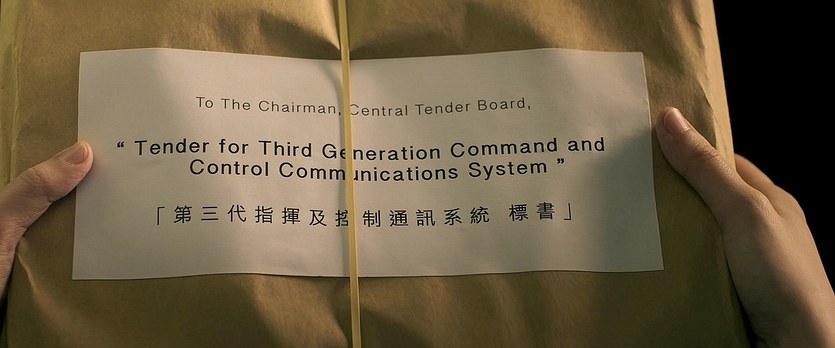 To The Chairman, Central Tender Board,
“ Tender for Third Generation Command and
Control Communications System ”
「第三代指揮及控制通訊系統 標書」